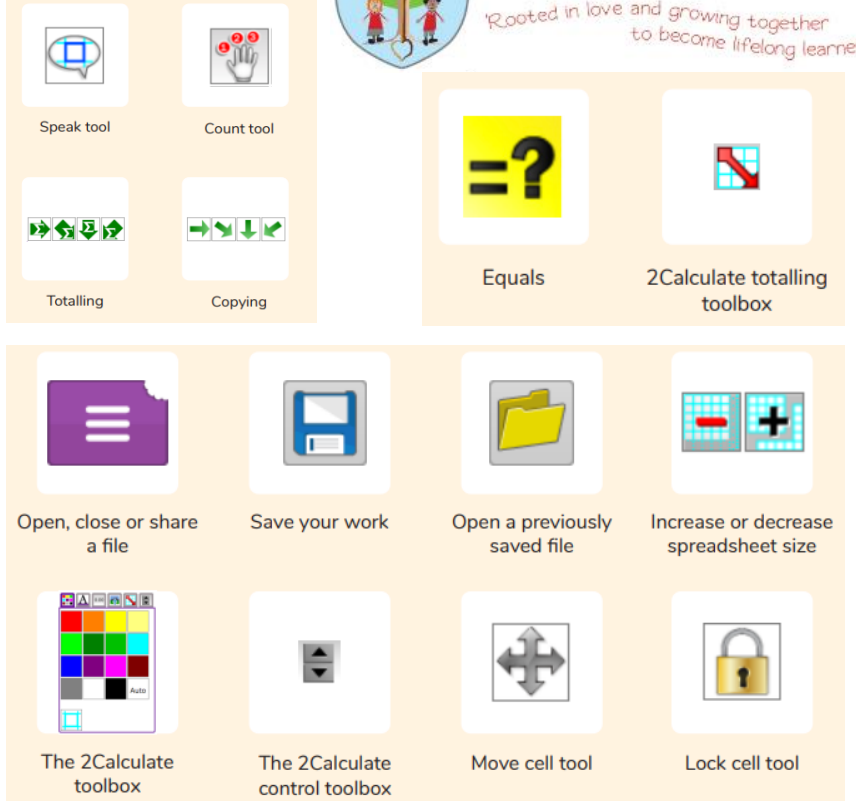 'Rooted in love and growing together
to become lifelong learne
Speak tool
Count tool
Totalling
Copying
=?
Equals
2Calculate totalling
toolbox
Open, close or share
a file
Save your work
Open a previously
saved file
Increase or decrease
spreadsheet size
Auto
The 2Calculate
toolbox
The 2Calculate
control toolbox
Move cell tool
Lock cell tool